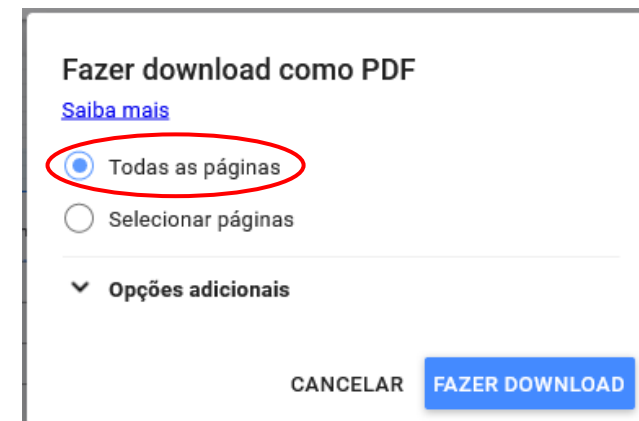 Fazer download como PDF
Saiba mais
Todas as páginas
Selecionar páginas
Opções adicionais
CANCELAR FAZER DOWNLOAD